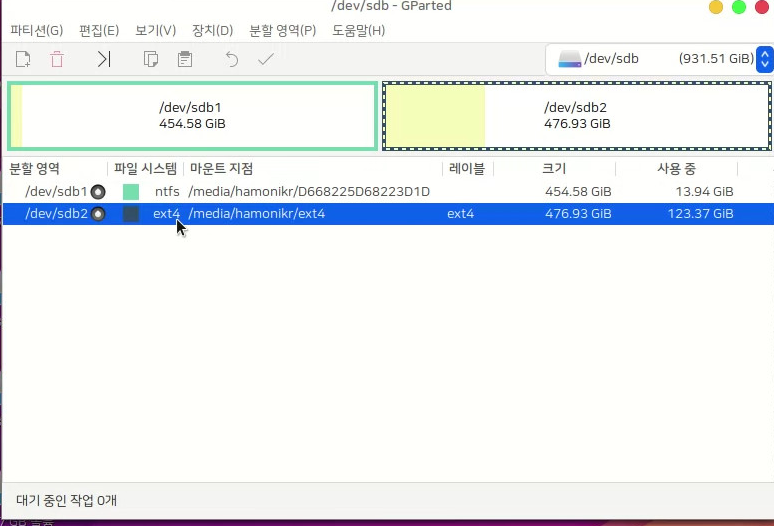 /dev/sdb - GParted
파티션(G) 편집(E) 보기(V) 장치(D) 분할 영역(P) 도움말(H)
/dev/sdb (931.51 GiB)
/dev/sdb1 /dev/sdb2
454.58 GiB 476.93 GiB
분할 영역 파일 시스템 마운트 지점 레이블 크기 사용 중
/dev/sdb1 ntfs /media/hamonikr/D668225D68223D1D 454.58 GiB 13.94 GiB
/dev/sdb2 ext4 /media/hamonikr/ext4 ext4 476.93 GiB 123.37 GiB
대기 중인 작업 0개